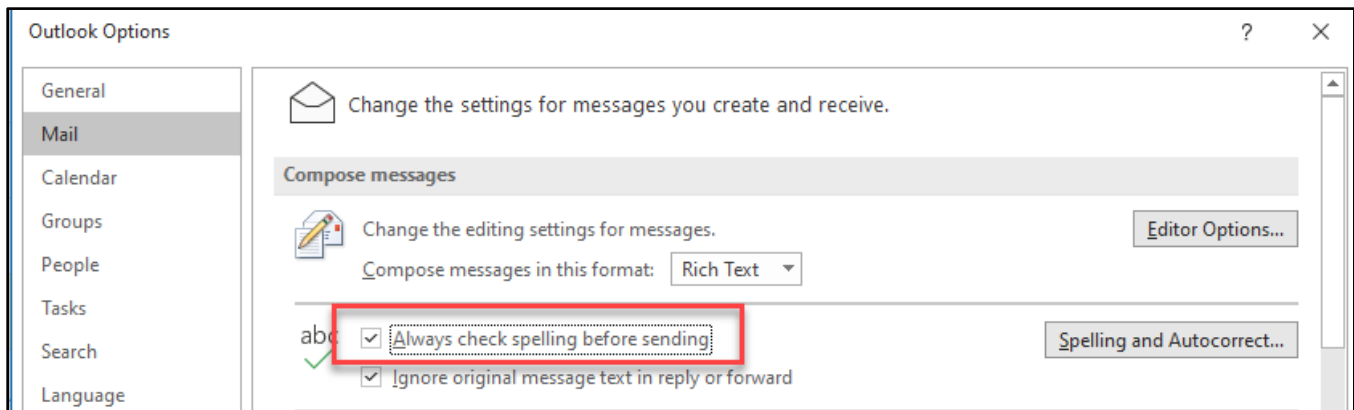 Outlook Options ? ×
General
Mail
Calendar
Groups
People
Tasks
Search
Language
Change the settings for messages you create and receive.
Compose messages
Change the editing settings for messages.
Editor Options...
Compose messages in this format: Rich Text
abc
Always check spelling before sending
Spelling and Autocorrect...
Ignore original message text in reply or forward